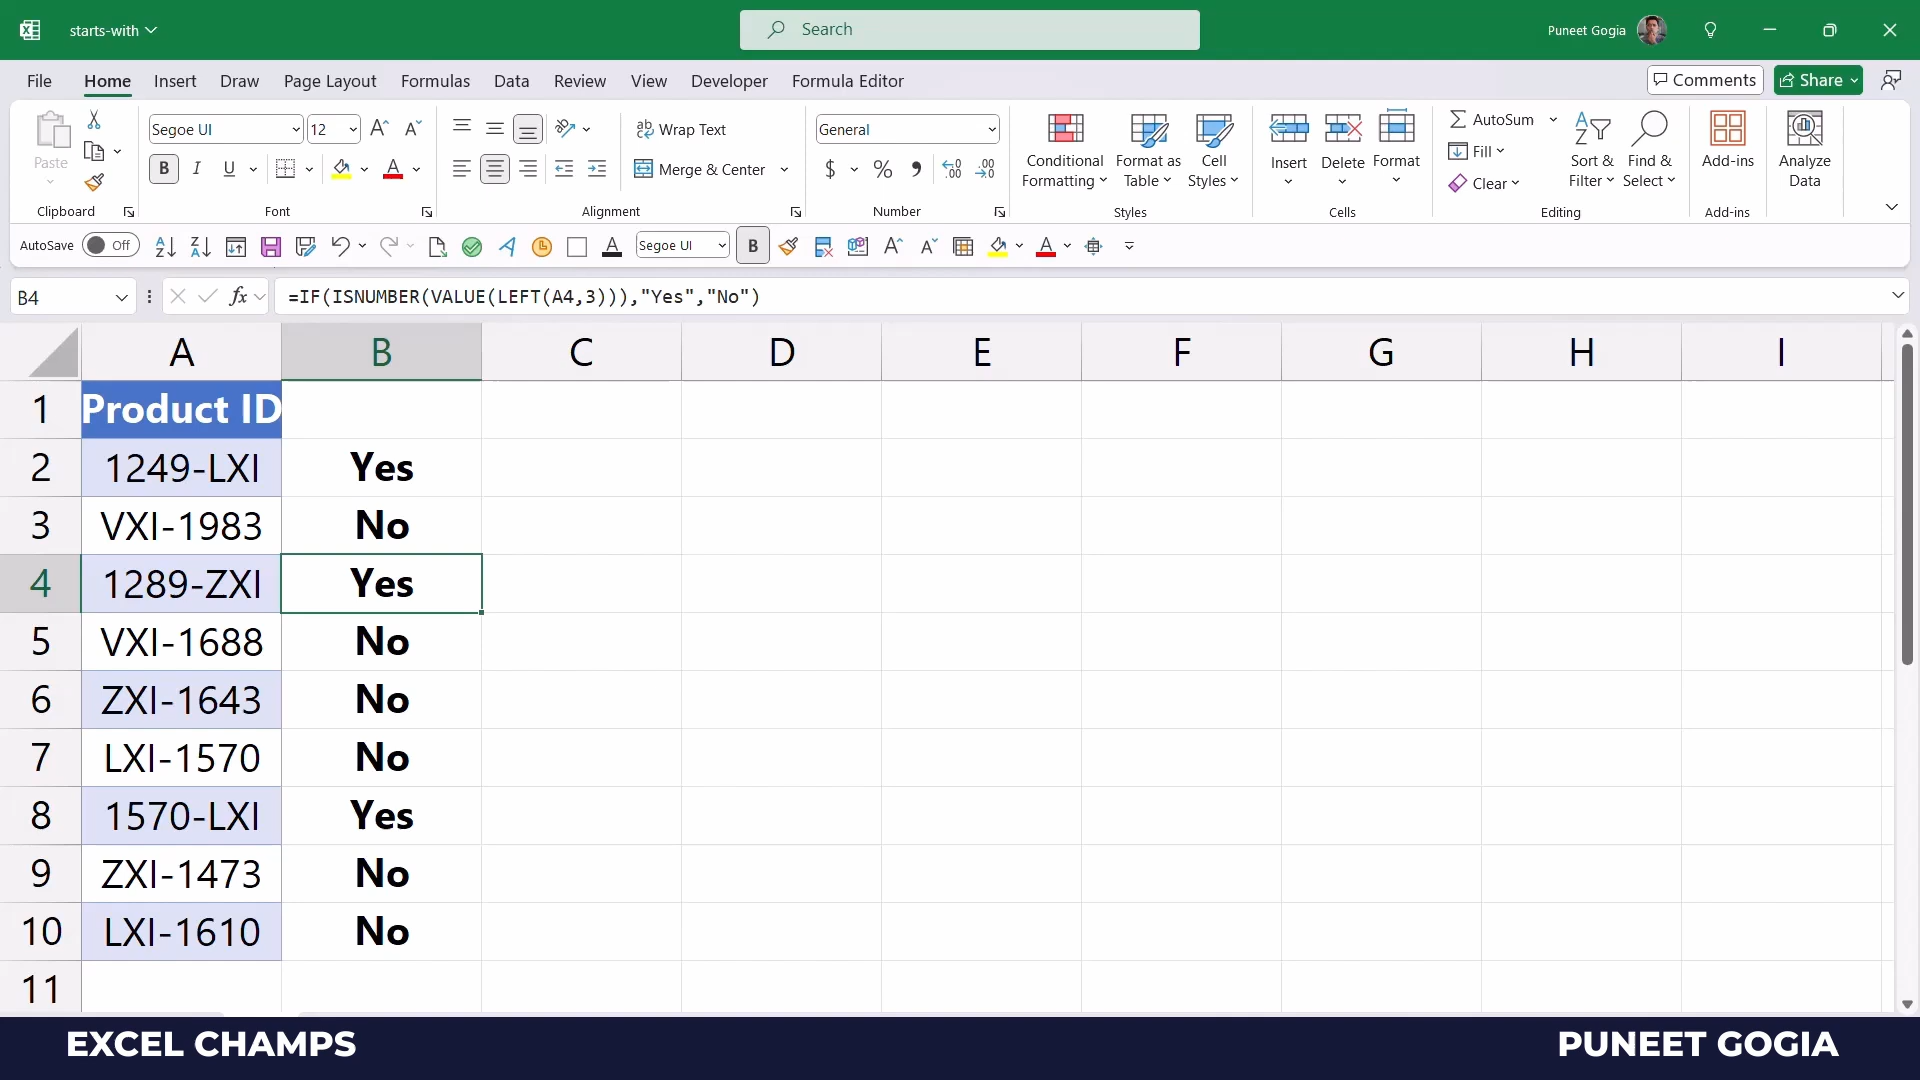 starts-with
Search
Puneet Gogia
File Home Insert Draw Page Layout Formulas Data Review View Developer Formula Editor
Comments Share
Paste
Segoe UI 12
B I U A
Wrap Text
Merge & Center
General
$ % 9
Conditional Formatting
Format as Table
Cell Styles
Insert Delete Format
AutoSum
Fill
Clear
Sort & Filter
Find & Select
Add-ins
Analyze Data
Clipboard Font Alignment Number Styles Cells Editing Add-ins
AutoSave Off Segoe UI B
B4 fx =IF(ISNUMBER(VALUE(LEFT(A4,3))),"Yes","No")
A B C D E F G H I
1 Product ID
2 1249-LXI Yes
3 VXI-1983 No
4 1289-ZXI Yes
5 VXI-1688 No
6 ZXI-1643 No
7 LXI-1570 No
8 1570-LXI Yes
9 ZXI-1473 No
10 LXI-1610 No
11
EXCEL CHAMPS PUNEET GOGIA